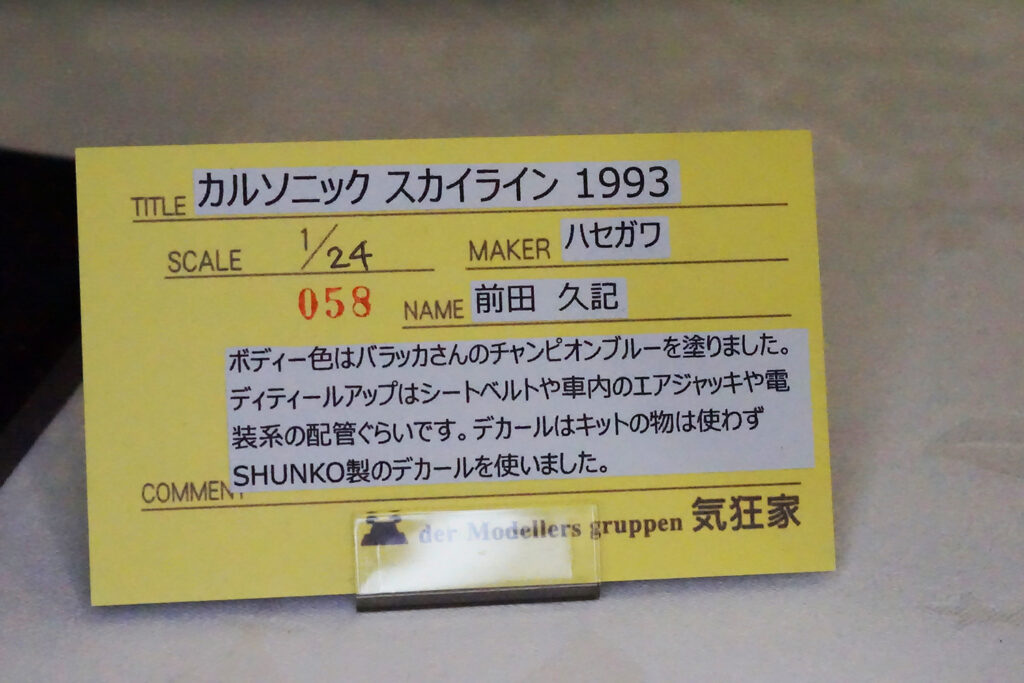 TITLE カルソニック スカイライン 1993
SCALE 1/24 MAKER ハセガワ
058 NAME 前田 久記
ボディー色はバラッカさんのチャンピオンブルーを塗りました。
ディティールアップはシートベルトや車内のエアジャッキや電
装系の配管ぐらいです。デカールはキットの物は使わず
SHUNKO製のデカールを使いました。
COMMENT
der Modellers gruppen 気狂家